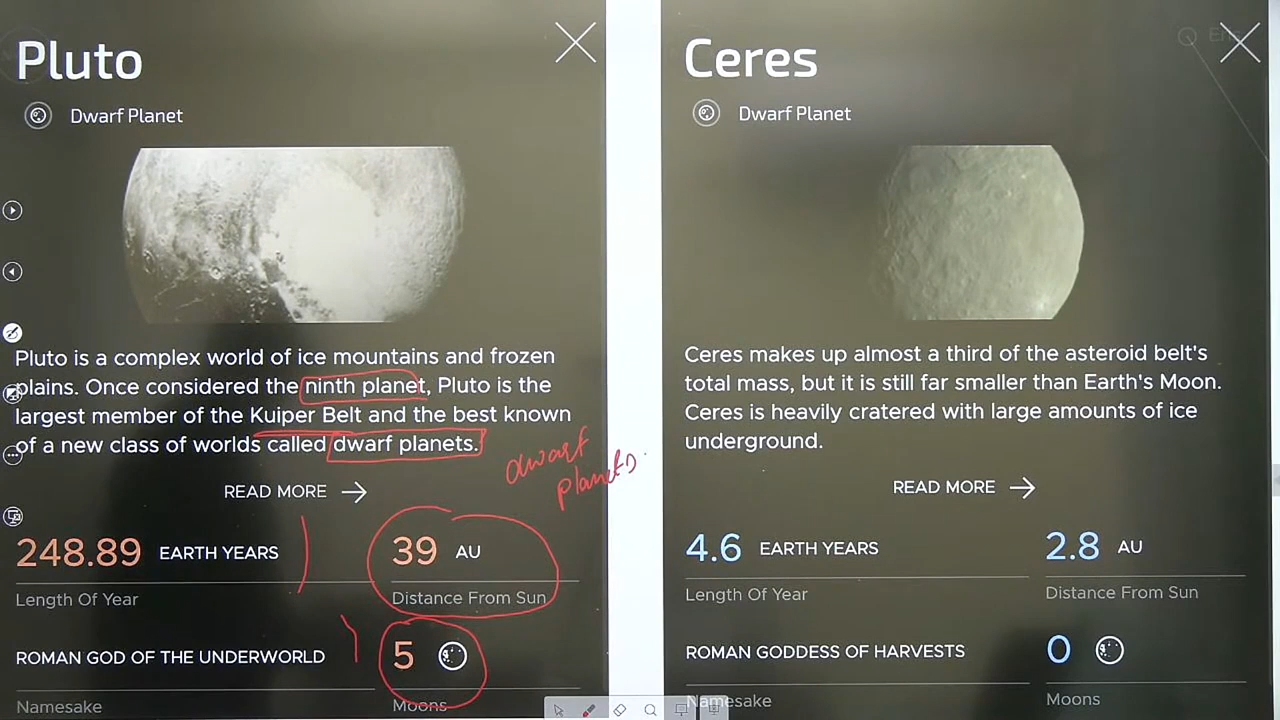 Pluto
Dwarf Planet
Pluto is a complex world of ice mountains and frozen
plains. Once considered the ninth planet, Pluto is the
largest member of the Kuiper Belt and the best known
of a new class of worlds called dwarf planets.
dwarf
planets
READ MORE
248.89 EARTH YEARS
Length Of Year
39 AU
Distance From Sun
ROMAN GOD OF THE UNDERWORLD
Namesake
5
Moons
Ceres
Dwarf Planet
Ceres makes up almost a third of the asteroid belt's
total mass, but it is still far smaller than Earth's Moon.
Ceres is heavily cratered with large amounts of ice
underground.
READ MORE
4.6 EARTH YEARS
Length Of Year
2.8 AU
Distance From Sun
ROMAN GODDESS OF HARVESTS
Namesake
0
Moons